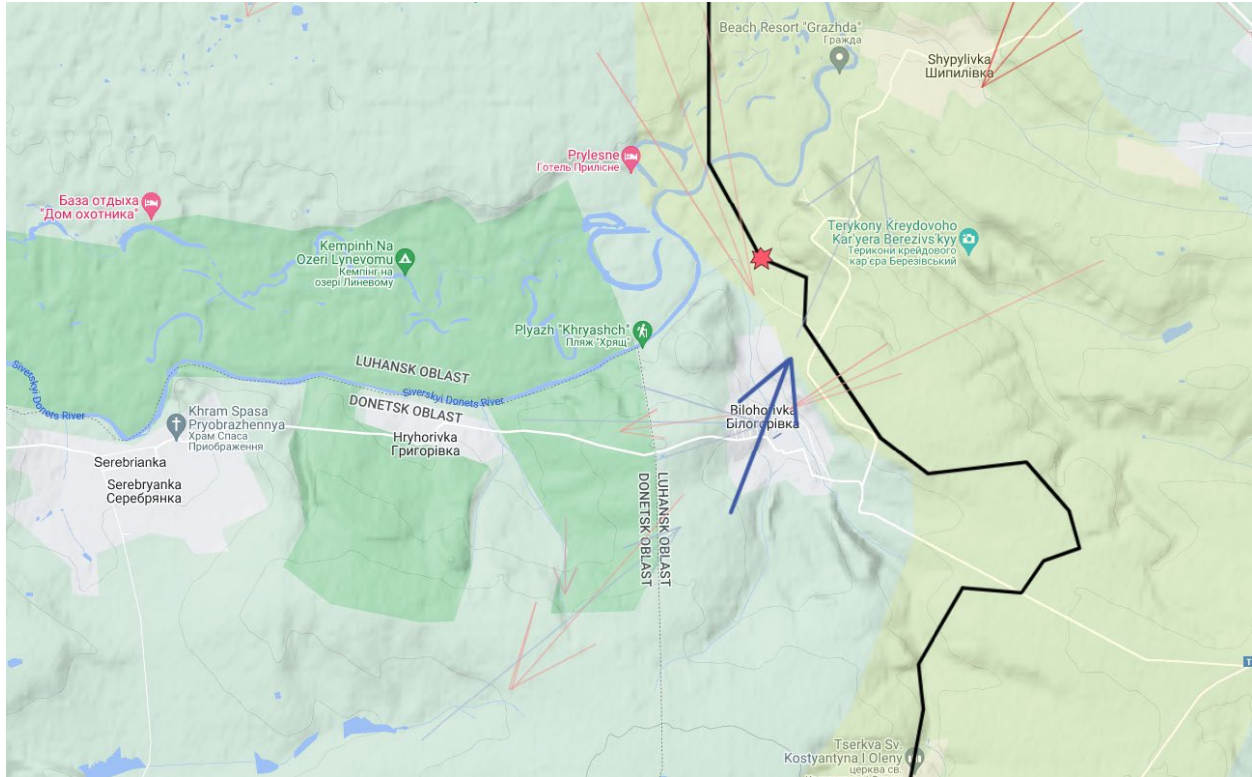 Beach Resort "Grazhda"
Гражда
Shypylivka
Шипилівка
Prylesne
Готель Прилісне
База отдыха
"Дом охотника"
Kempinh Na
Ozeri Lynevomu
Кемпінг на
озері Линевому
Terykony Kreydovoho
Kar'yera Berezivs'kyy
Терикони крейдового
кар'єра Березівський
Plyazh "Khryashch"
Пляж "Хрящ"
LUHANSK OBLAST
Siverskyi Donets River
Siverskyi Donets River
DONETSK OBLAST
Khram Spasa
Pryobrazhennya
Храм Спаса
Приображення
Hryhorivka
Григорівка
Bilohorivka
Білогорівка
Serebrianka
Serebryanka
Серебрянка
LUHANSK OBLAST
DONETSK OBLAST
T
Tserkva Sv.
Kostyantyna I Oleny
церква св.